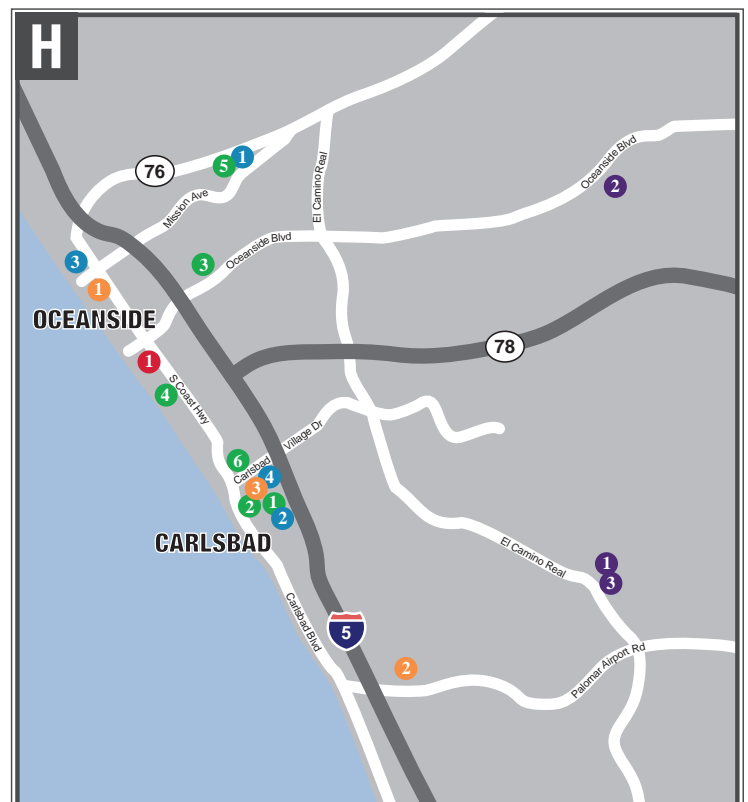 H
76
5
1
Mission Ave
El Camino Real
Oceanside Blvd
2
3
Oceanside Blvd
3
1
OCEANSIDE
78
1
4
S Coast Hwy
6
Carlsbad
Village Dr
4
3
2
1
2
CARLSBAD
El Camino Real
1
3
Carlsbad Blvd
5
2
Palomar Airport Rd